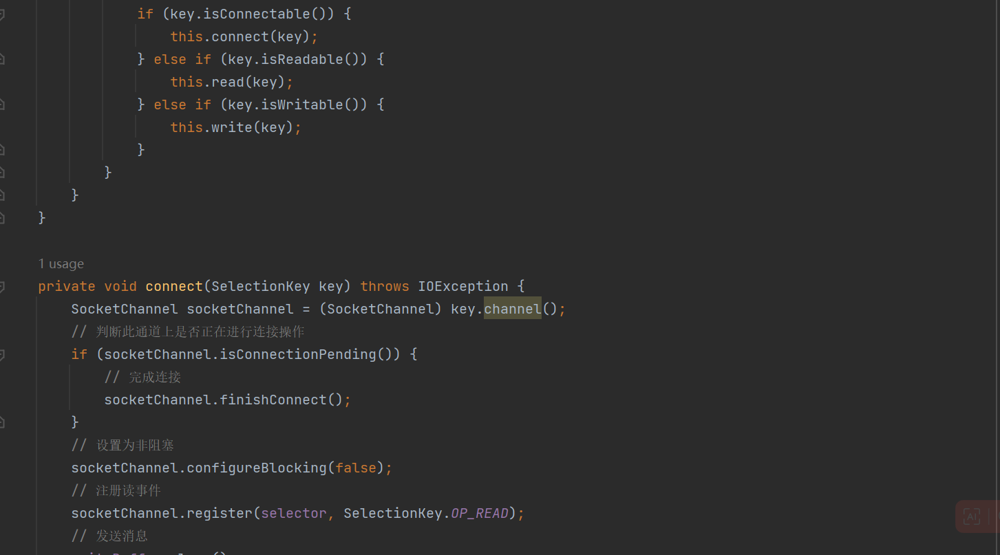 if (key.isConnectable()) {
this.connect(key);
} else if (key.isReadable()) {
this.read(key);
} else if (key.isWritable()) {
this.write(key);
}
}
}
}
1 usage
private void connect(SelectionKey key) throws IOException {
SocketChannel socketChannel = (SocketChannel) key.channel();
// 判断此通道上是否正在进行连接操作
if (socketChannel.isConnectionPending()) {
// 完成连接
socketChannel.finishConnect();
}
// 设置为非阻塞
socketChannel.configureBlocking(false);
// 注册读事件
socketChannel.register(selector, SelectionKey.OP_READ);
// 发送消息
AI